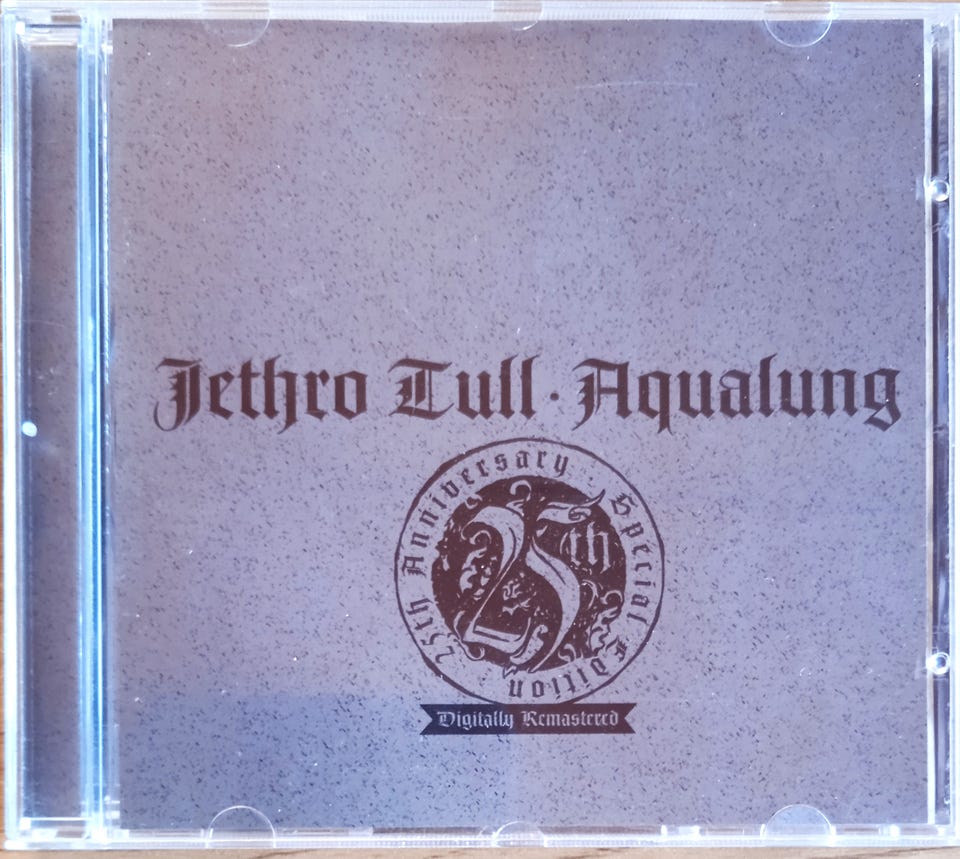 Jethro Tull · Aqualung
25th Anniversary · Special Edition ·
25th
Digitally Remastered